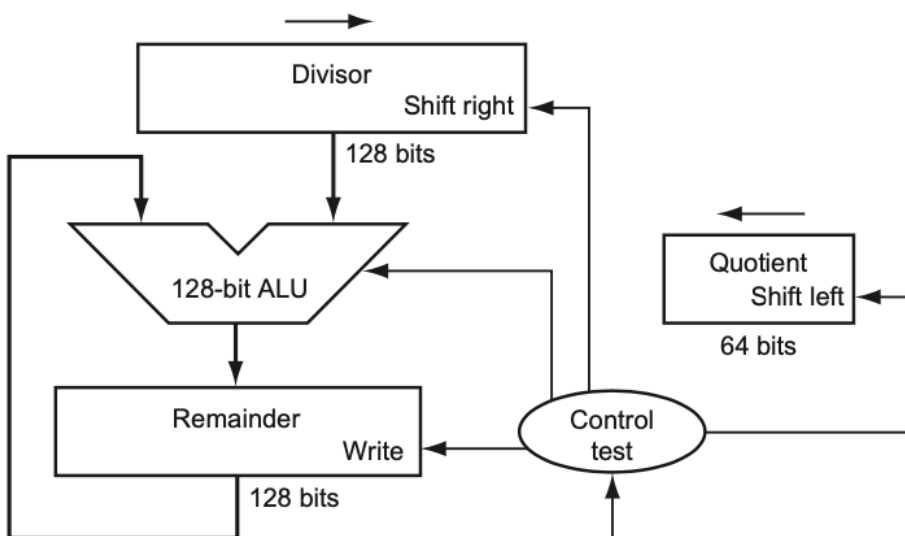 Divisor
Shift right
128 bits
128-bit ALU
Quotient
Shift left
64 bits
Remainder
Write
128 bits
Control
test